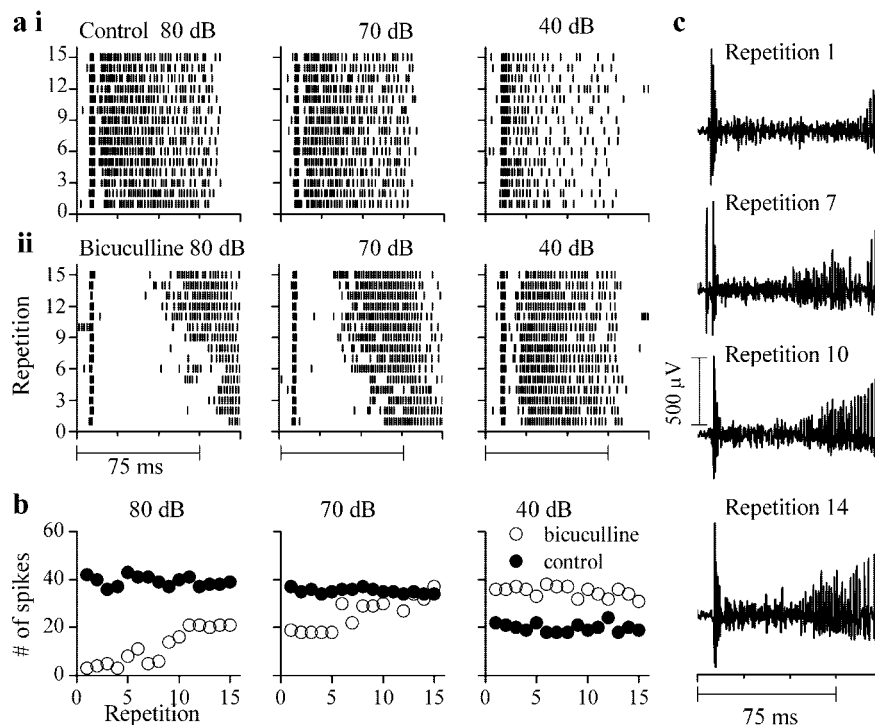 a i
Control 80 dB
70 dB
40 dB
15
12
9
6
3
0
ii
Bicuculline 80 dB
70 dB
40 dB
15
12
9
6
3
0
Repetition
75 ms
b
80 dB
70 dB
40 dB
bicuculline
control
60
40
20
0
# of spikes
0 5 10 15
0 5 10 15
0 5 10 15
Repetition
c
Repetition 1
Repetition 7
Repetition 10
500 µV
Repetition 14
75 ms